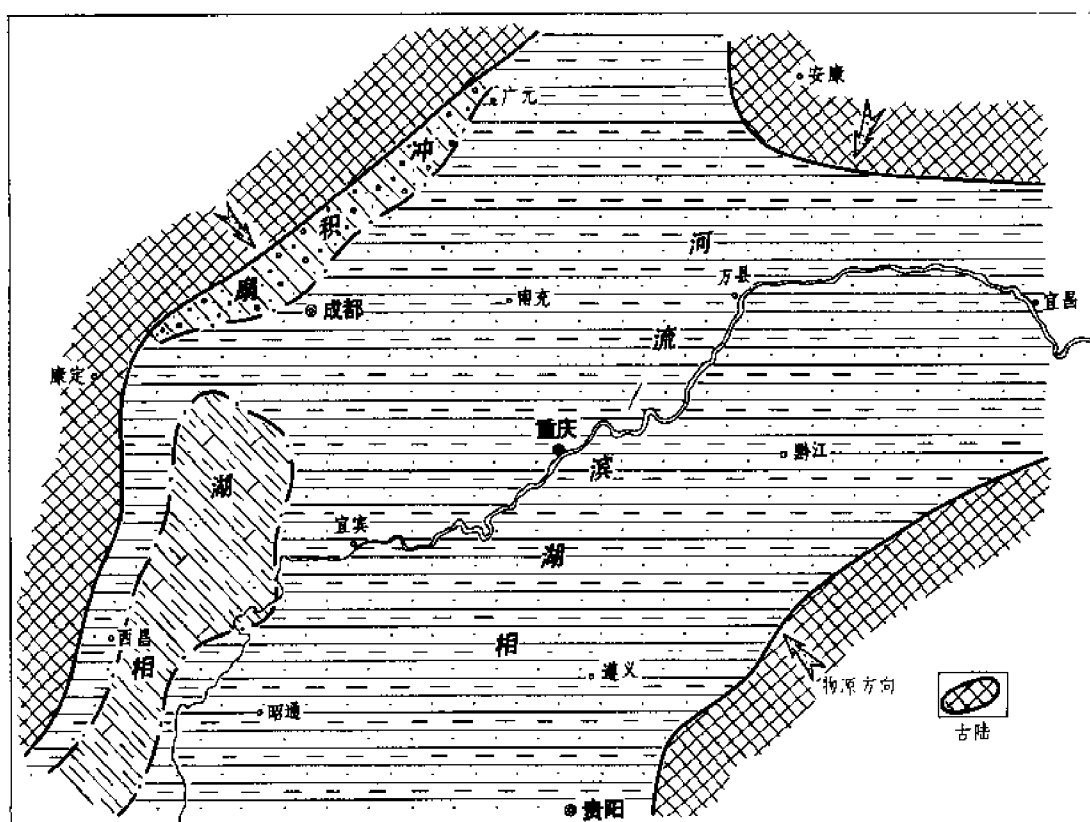 安康
广元
冲
积
扇
河
流
滨
湖
相
万县
宜昌
南充
成都
康定
重庆
黔江
湖
相
宜宾
西昌
遵义
昭通
物源方向
古陆
贵阳